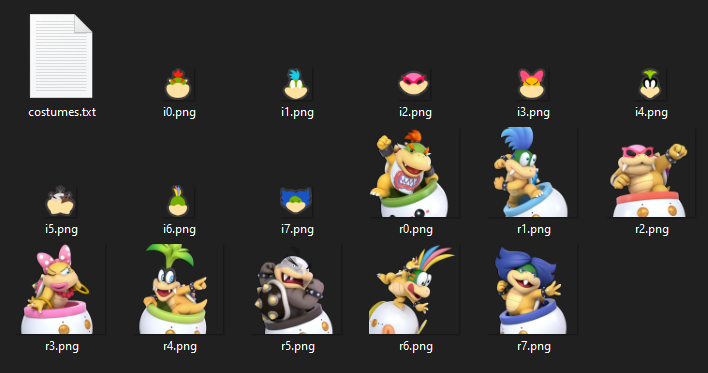 costumes.txt
i0.png
i1.png
i2.png
i3.png
i4.png
i5.png
i6.png
i7.png
r0.png
r1.png
r2.png
r3.png
r4.png
r5.png
r6.png
r7.png